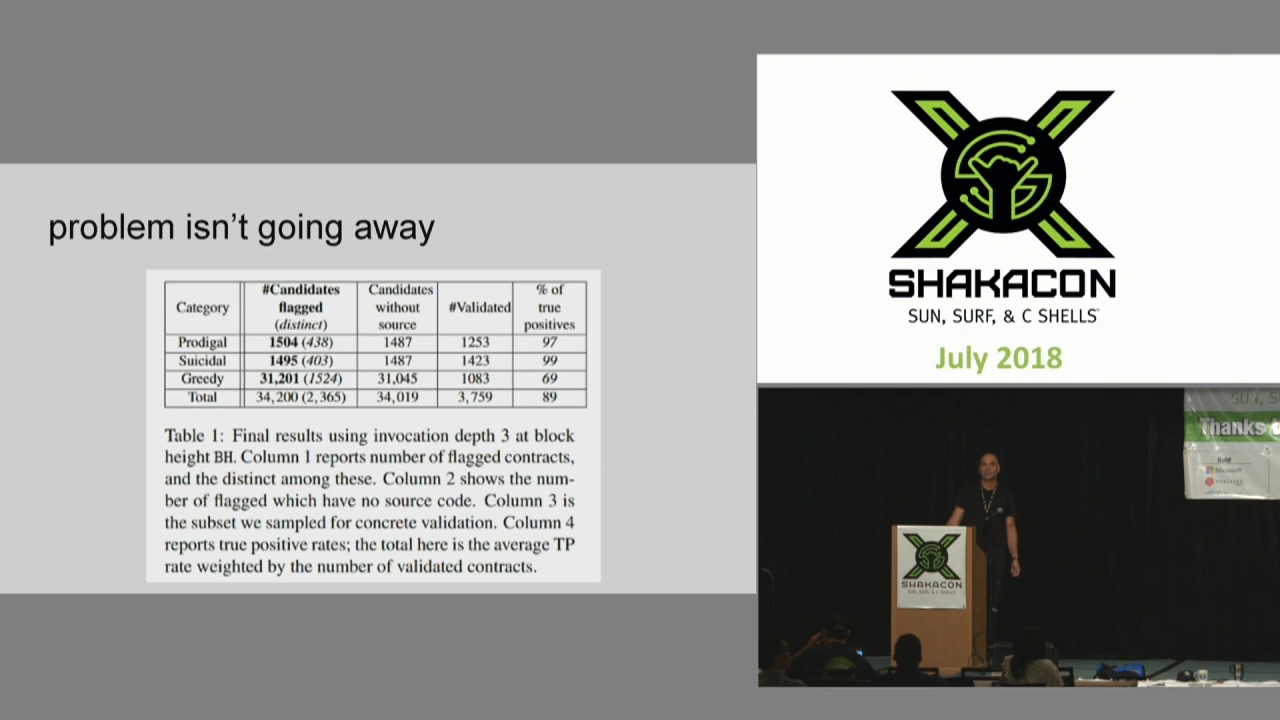 problem isn't going away
Category #Candidates flagged (distinct) Candidates without source #Validated % of true positives
Prodigal 1504 (438) 1487 1253 97
Suicidal 1495 (403) 1487 1423 99
Greedy 31,201 (1524) 31,045 1083 69
Total 34,200 (2,365) 34,019 3,759 89
Table 1: Final results using invocation depth 3 at block
height BH. Column 1 reports number of flagged contracts,
and the distinct among these. Column 2 shows the num-
ber of flagged which have no source code. Column 3 is
the subset we sampled for concrete validation. Column 4
reports true positive rates; the total here is the average TP
rate weighted by the number of validated contracts.
SHAKACON
SUN, SURF, & C SHELLS
July 2018
SUN, S
Thanks
Microsoft
SHAKACON
SUN, SURF, & C SHELLS